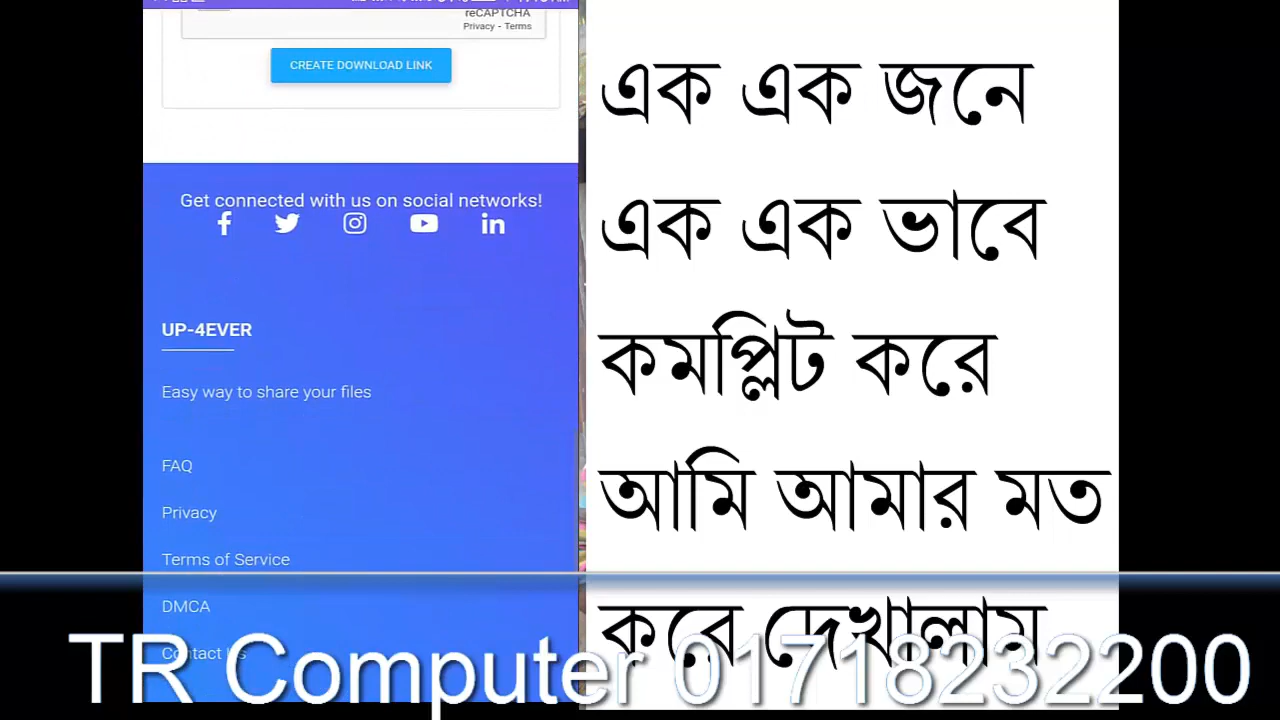 reCAPTCHA
Privacy - Terms
CREATE DOWNLOAD LINK
Get connected with us on social networks!
UP-4EVER
Easy way to share your files
FAQ
Privacy
Terms of Service
DMCA
Contact Us
এক এক জনে
এক এক ভাবে
কমপ্লিট করে
আমি আমার মত
করে দেখালাম
TR Computer 01718232200